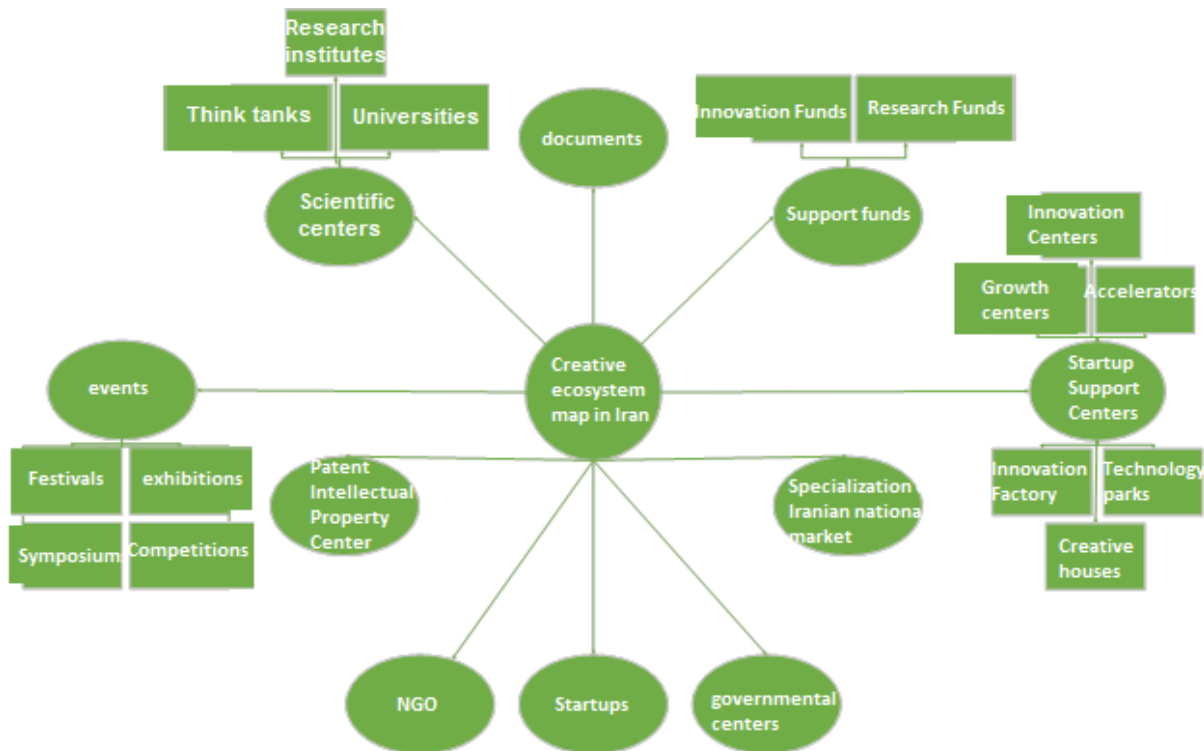 Research
institutes
Think tanks
Universities
Scientific
centers
documents
Innovation Funds
Research Funds
Support funds
Innovation
Centers
Growth
centers
Accelerators
Startup
Support
Centers
Innovation
Factory
Technology
parks
Creative
houses
Creative
ecosystem
map in Iran
events
Festivals
exhibitions
Symposiums
Competitions
Patent
Intellectual
Property
Center
Specialization
Iranian national
market
NGO
Startups
governmental
centers